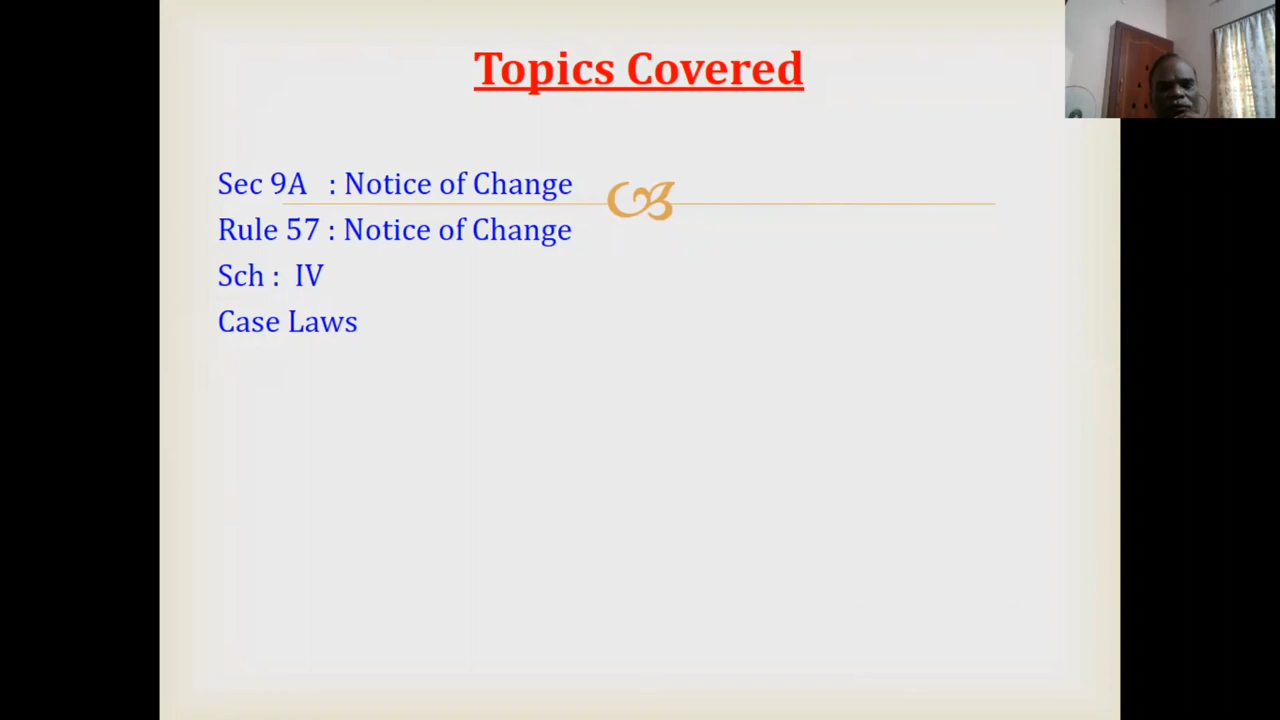 Topics Covered
Sec 9A : Notice of Change
Rule 57 : Notice of Change
Sch : IV
Case Laws